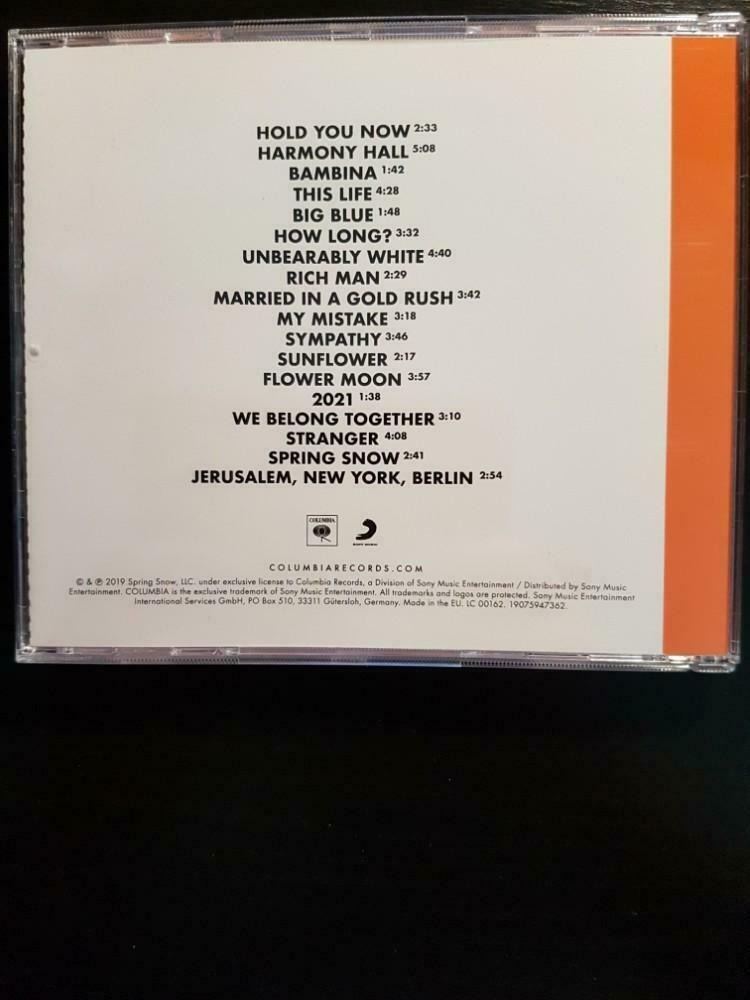 HOLD YOU NOW 2:33
HARMONY HALL 5:08
BAMBINA 1:42
THIS LIFE 4:28
BIG BLUE 1:48
HOW LONG? 3:32
UNBEARABLY WHITE 4:40
RICH MAN 2:29
MARRIED IN A GOLD RUSH 3:42
MY MISTAKE 3:18
SYMPATHY 3:46
SUNFLOWER 2:17
FLOWER MOON 3:57
2021 1:38
WE BELONG TOGETHER 3:10
STRANGER 4:08
SPRING SNOW 2:41
JERUSALEM, NEW YORK, BERLIN 2:54
COLUMBIA
SONY MUSIC
COLUMBIARECORDS.COM
© & ℗ 2019 Spring Snow, LLC. under exclusive license to Columbia Records, a Division of Sony Music Entertainment / Distributed by Sony Music
Entertainment. COLUMBIA is the exclusive trademark of Sony Music Entertainment. All trademarks and logos are protected. Sony Music Entertainment
International Services GmbH, PO Box 510, 33311 Gütersloh, Germany. Made in the EU. LC 00162. 19075947362.